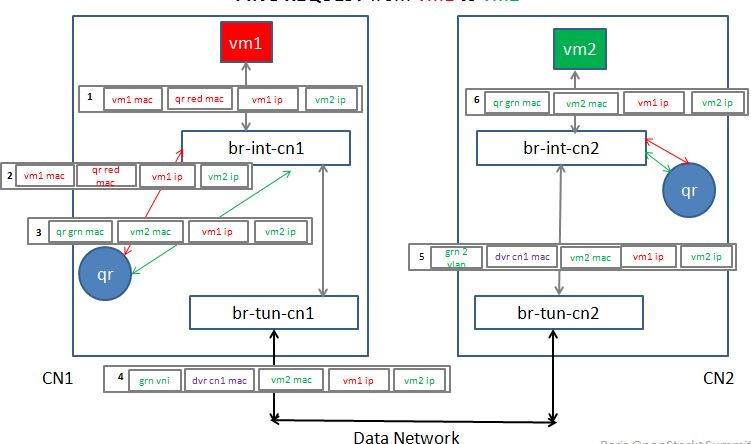 vm1
vm2
1 vm1 mac qr red mac vm1 ip vm2 ip
6 qr grn mac vm2 mac vm1 ip vm2 ip
br-int-cn1
br-int-cn2
2 vm1 mac qr red mac vm1 ip vm2 ip
qr
3 qr grn mac vm2 mac vm1 ip vm2 ip
5 grn 2 vlan dvr cn1 mac vm2 mac vm1 ip vm2 ip
qr
br-tun-cn1
br-tun-cn2
CN1
CN2
4 grn vni dvr cn1 mac vm2 mac vm1 ip vm2 ip
Data Network